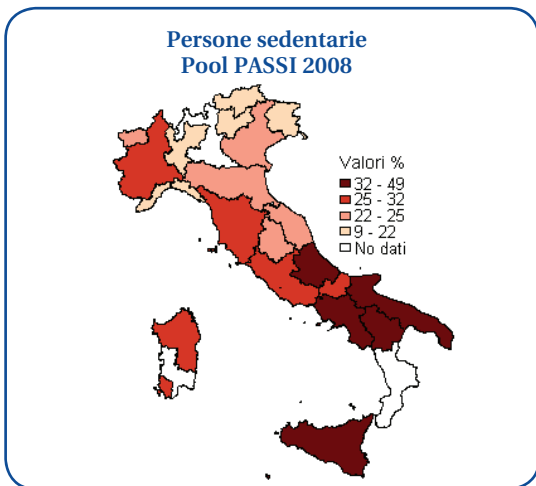 Persone sedentarie
Pool PASSI 2008
Valori %
32 - 49
25 - 32
22 - 25
9 - 22
No dati